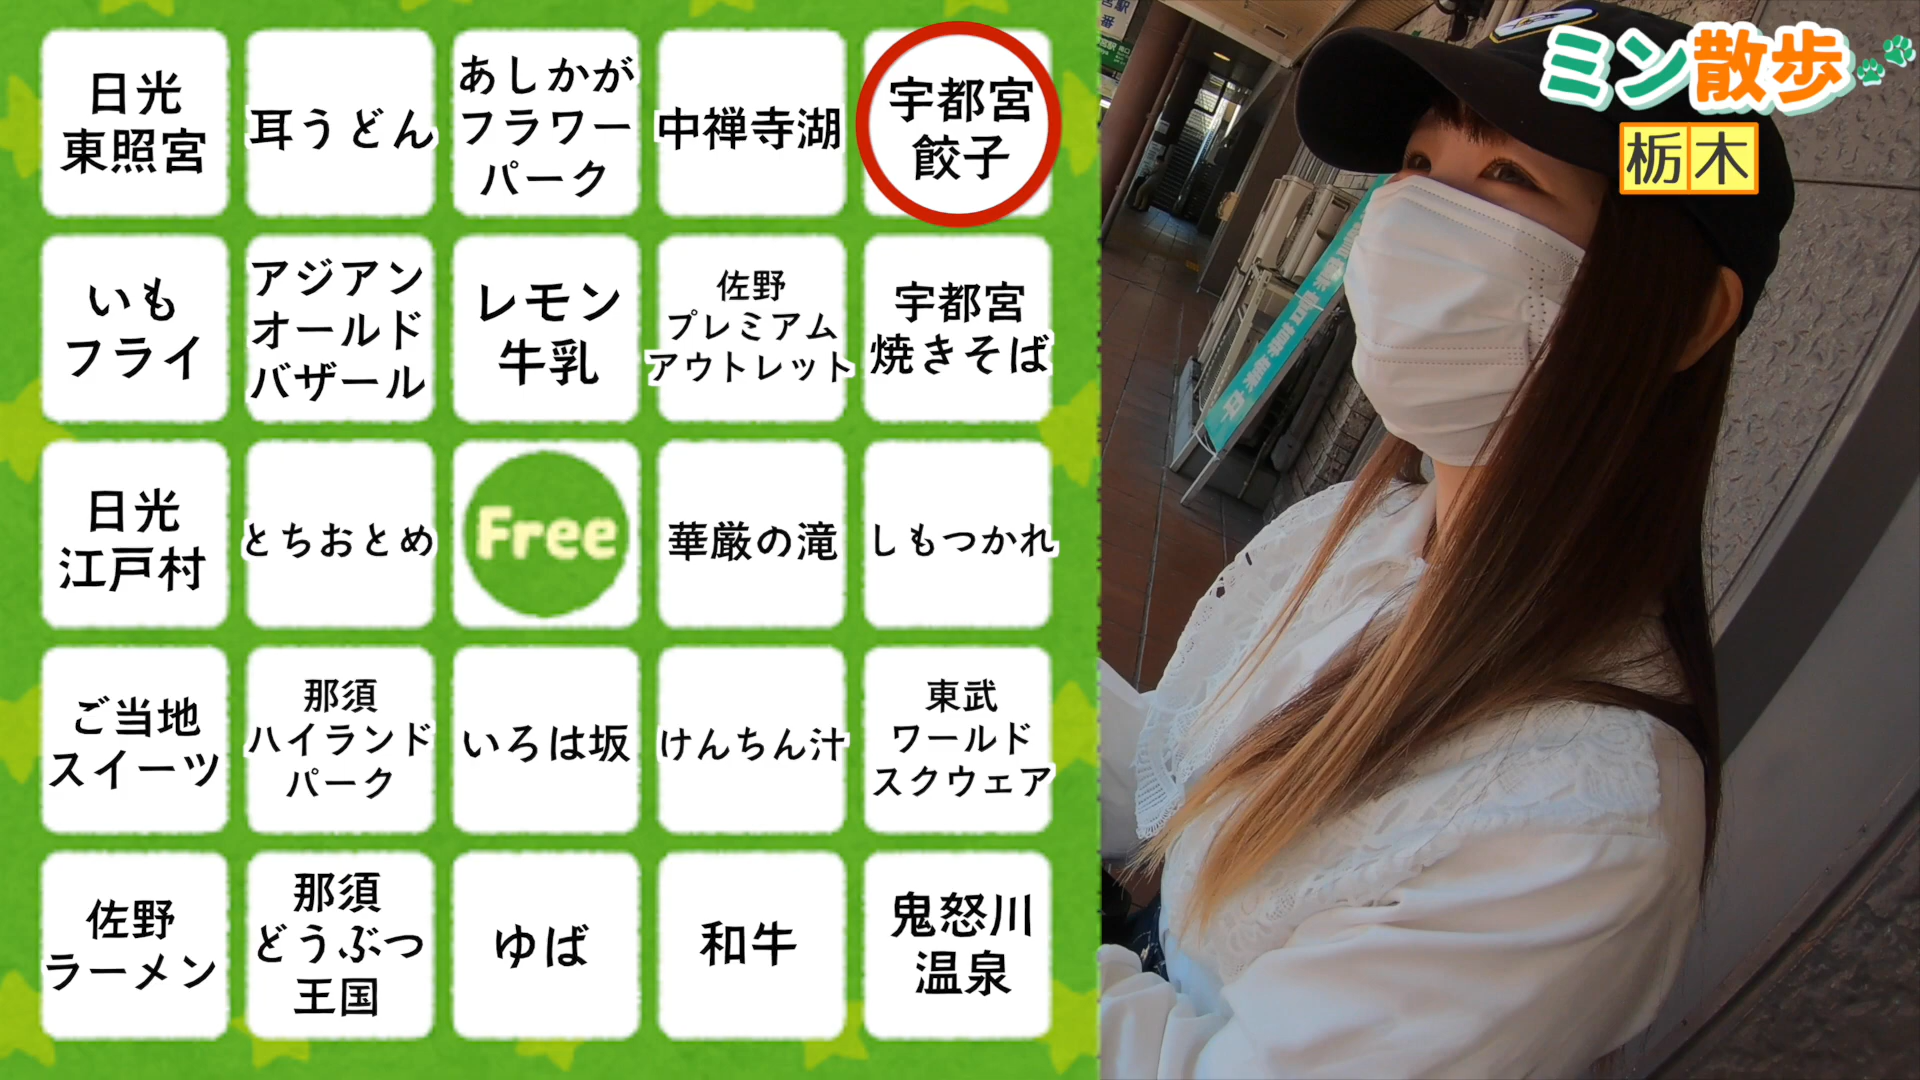 日光
東照宮
耳うどん
あしかが
フラワー
パーク
中禅寺湖
宇都宮
餃子
いも
フライ
アジアン
オールド
バザール
レモン
牛乳
佐野
プレミアム
アウトレット
宇都宮
焼きそば
日光
江戸村
とちおとめ
Free
華厳の滝
しもつかれ
ご当地
スイーツ
那須
ハイランド
パーク
いろは坂
けんちん汁
東武
ワールド
スクウェア
佐野
ラーメン
那須
どうぶつ
王国
ゆば
和牛
鬼怒川
温泉
ミン散歩
栃木